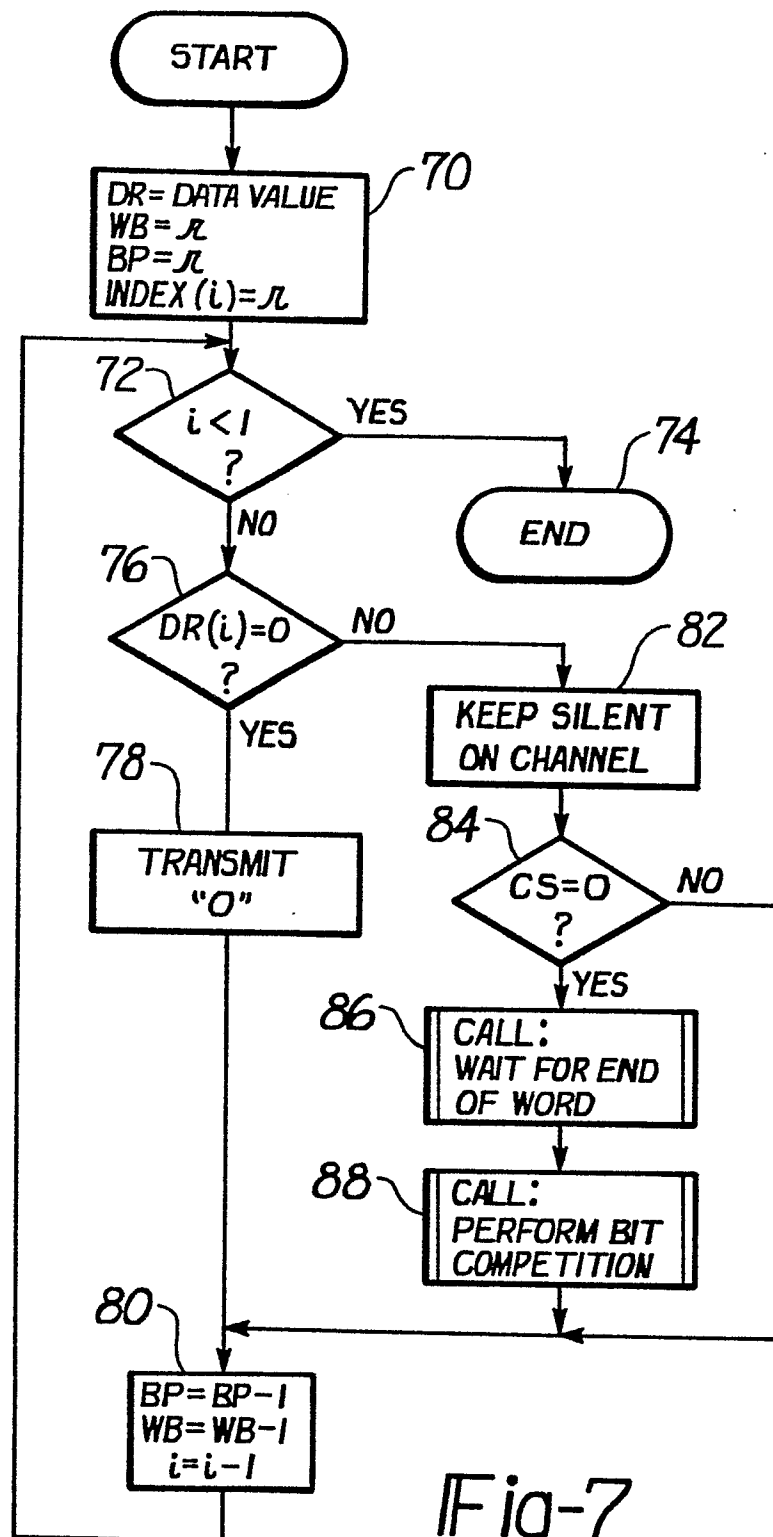 START
70
DR= DATA VALUE
WB= r
BP= r
INDEX (i)= r
72
i < 1
?
YES
74
END
NO
76
DR(i)=0
?
NO
82
KEEP SILENT
ON CHANNEL
YES
78
TRANSMIT
"0"
84
CS=0
?
NO
YES
86
CALL:
WAIT FOR END
OF WORD
88
CALL:
PERFORM BIT
COMPETITION
80
BP= BP-1
WB= WB-1
i= i-1
Fig-7